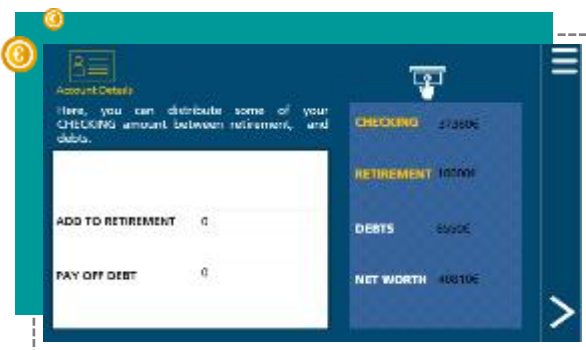 Account Details
Here, you can distribute some of your
CHECKING amount between retirement, and
debts.
ADD TO RETIREMENT 0
PAY OFF DEBT 0
CHECKING
RETIREMENT
DEBTS
NET WORTH